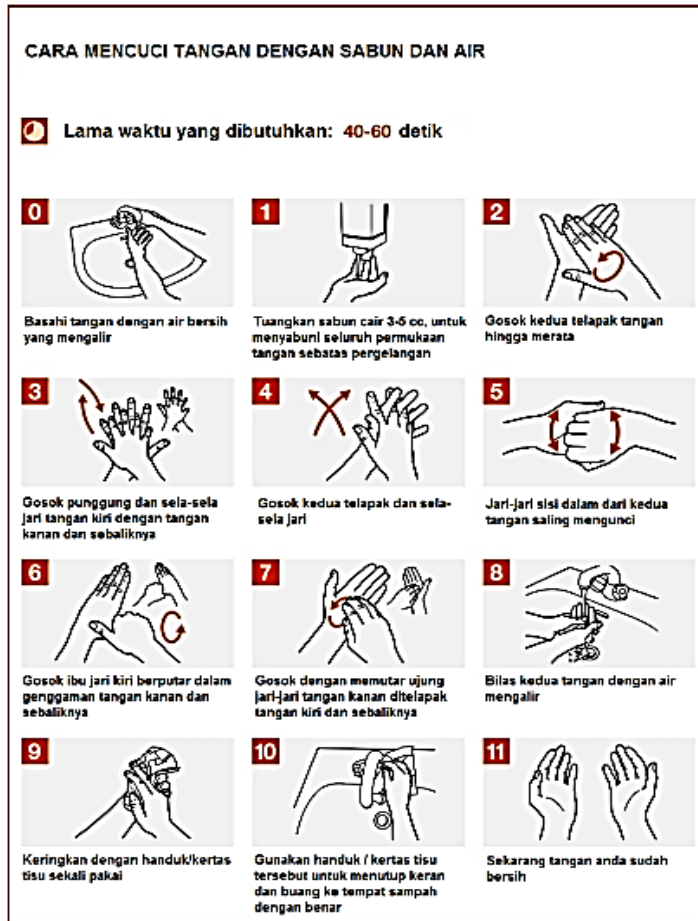 CARA MENCUCI TANGAN DENGAN SABUN DAN AIR
Lama waktu yang dibutuhkan: 40-60 detik
0
Basahi tangan dengan air bersih
yang mengalir
1
Tuangkan sabun cair 3-5 cc, untuk
menyabuni seluruh permukaan
tangan sebatas pergelangan
2
Gosok kedua telapak tangan
hingga merata
3
Gosok punggung dan sela-sela
jari tangan kiri dengan tangan
kanan dan sebaliknya
4
Gosok kedua telapak dan sela-
sela jari
5
Jari-jari sisi dalam dari kedua
tangan saling mengunci
6
Gosok ibu jari kiri berputar dalam
genggaman tangan kanan dan
sebaliknya
7
Gosok dengan memutar ujung
jari-jari tangan kanan ditelapak
tangan kiri dan sebaliknya
8
Bilas kedua tangan dengan air
mengalir
9
Keringkan dengan handuk/kertas
tisu sekali pakai
10
Gunakan handuk / kertas tisu
tersebut untuk menutup keran
dan buang ke tempat sampah
dengan benar
11
Sekarang tangan anda sudah
bersih